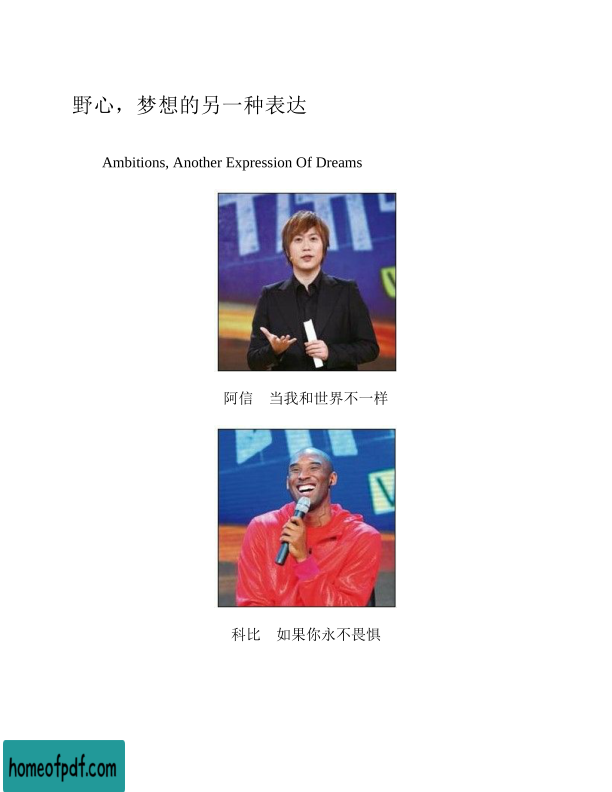 野心，梦想的另一种表达
Ambitions, Another Expression Of Dreams
阿信　当我和世界不一样
科比　如果你永不畏惧
homeofpdf.com